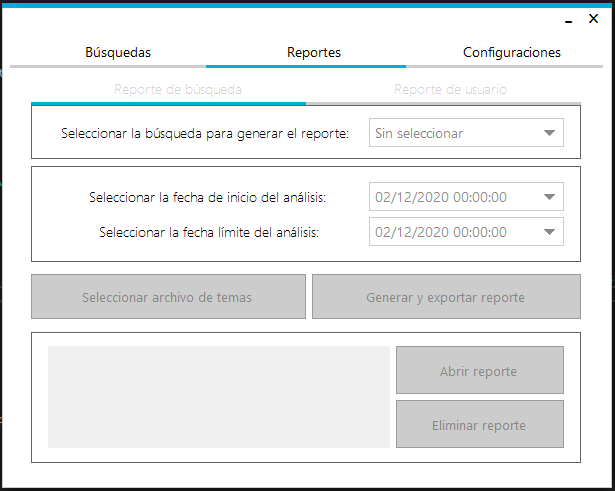 Búsquedas
Reportes
Configuraciones
Reporte de búsqueda
Reporte de usuario
Seleccionar la búsqueda para generar el reporte:
Sin seleccionar
Seleccionar la fecha de inicio del análisis:
02/12/2020 00:00:00
Seleccionar la fecha límite del análisis:
02/12/2020 00:00:00
Seleccionar archivo de temas
Generar y exportar reporte
Abrir reporte
Eliminar reporte